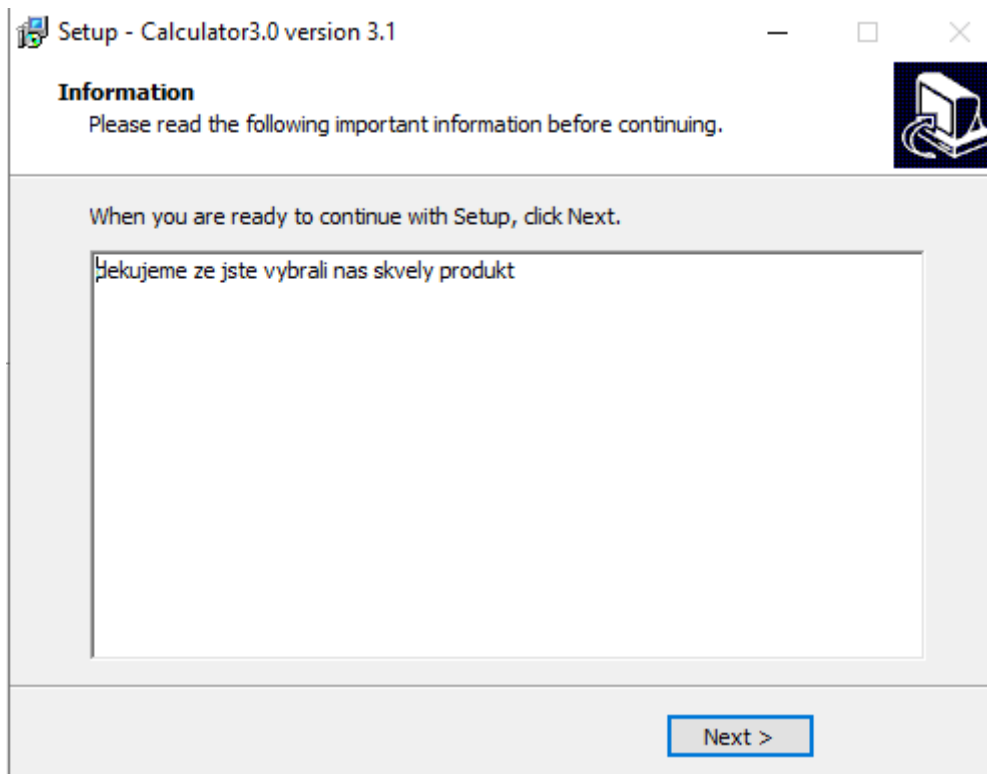 Setup - Calculator3.0 version 3.1
Information
Please read the following important information before continuing.
When you are ready to continue with Setup, click Next.
dekujeme ze jste vybrali nas skvely produkt
Next >